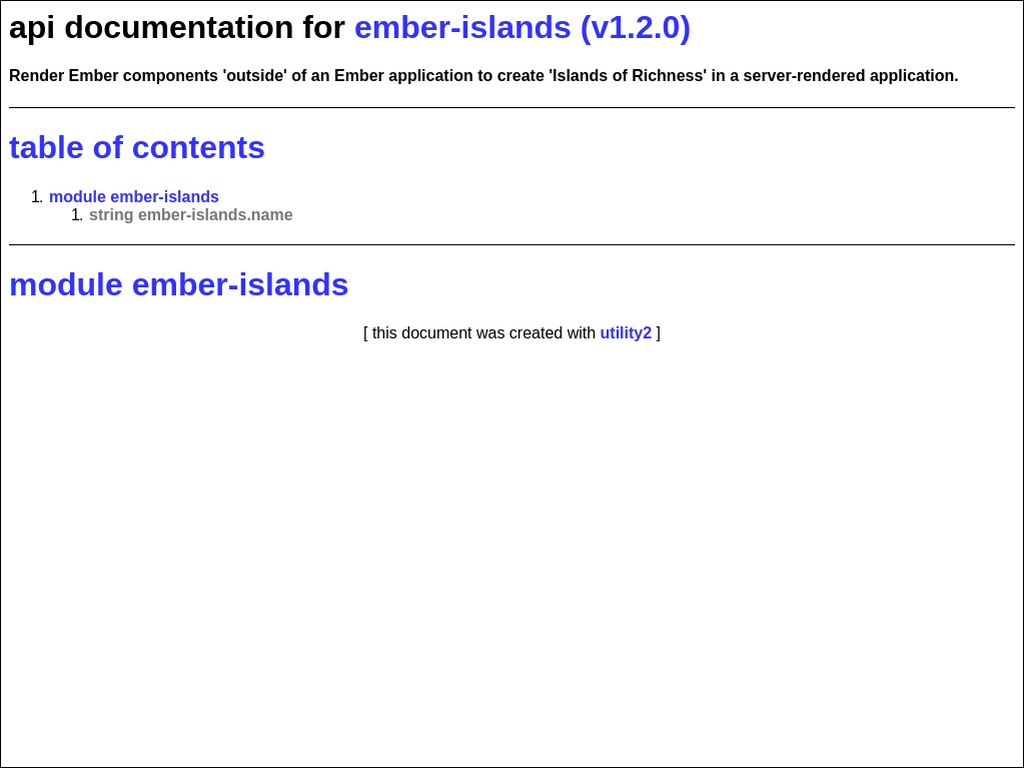 api documentation for ember-islands (v1.2.0)
Render Ember components 'outside' of an Ember application to create 'Islands of Richness' in a server-rendered application.
table of contents
1. module ember-islands
1. string ember-islands.name
module ember-islands
[ this document was created with utility2 ]